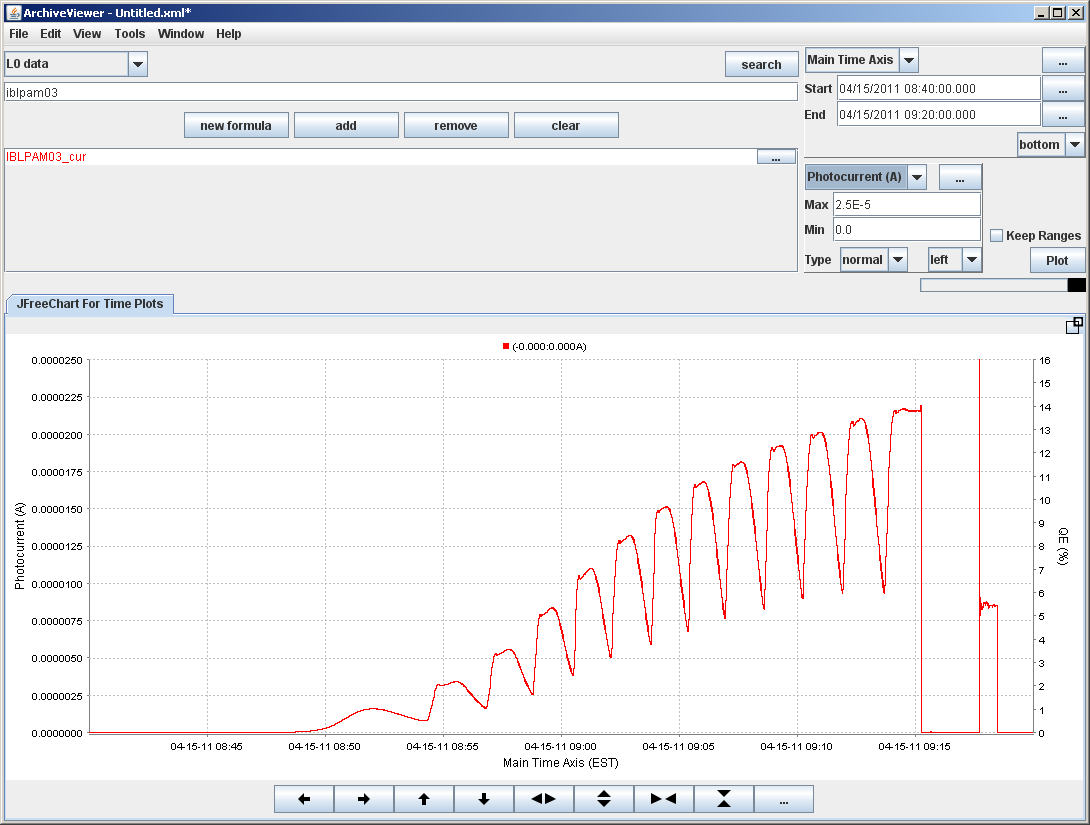 ArchiveViewer - Untitled.xml*
File Edit View Tools Window Help
L0 data
search
iblpam03
new formula add remove clear
IBLPAM03_cur ...
Main Time Axis ...
Start 04/15/2011 08:40:00.000 ...
End 04/15/2011 09:20:00.000 ...
bottom
Photocurrent (A) ...
Max 2.5E-5
Min 0.0
Keep Ranges
Type normal left Plot
JFreeChart For Time Plots
(-0.000:0.000A)
Photocurrent (A)
0.0000250
0.0000225
0.0000200
0.0000175
0.0000150
0.0000125
0.0000100
0.0000075
0.0000050
0.0000025
0.0000000
16
15
14
13
12
11
10
9
8
7
6
5
4
3
2
1
0
QE (%)
04-15-11 08:45 04-15-11 08:50 04-15-11 08:55 04-15-11 09:00 04-15-11 09:05 04-15-11 09:10 04-15-11 09:15
Main Time Axis (EST)
...